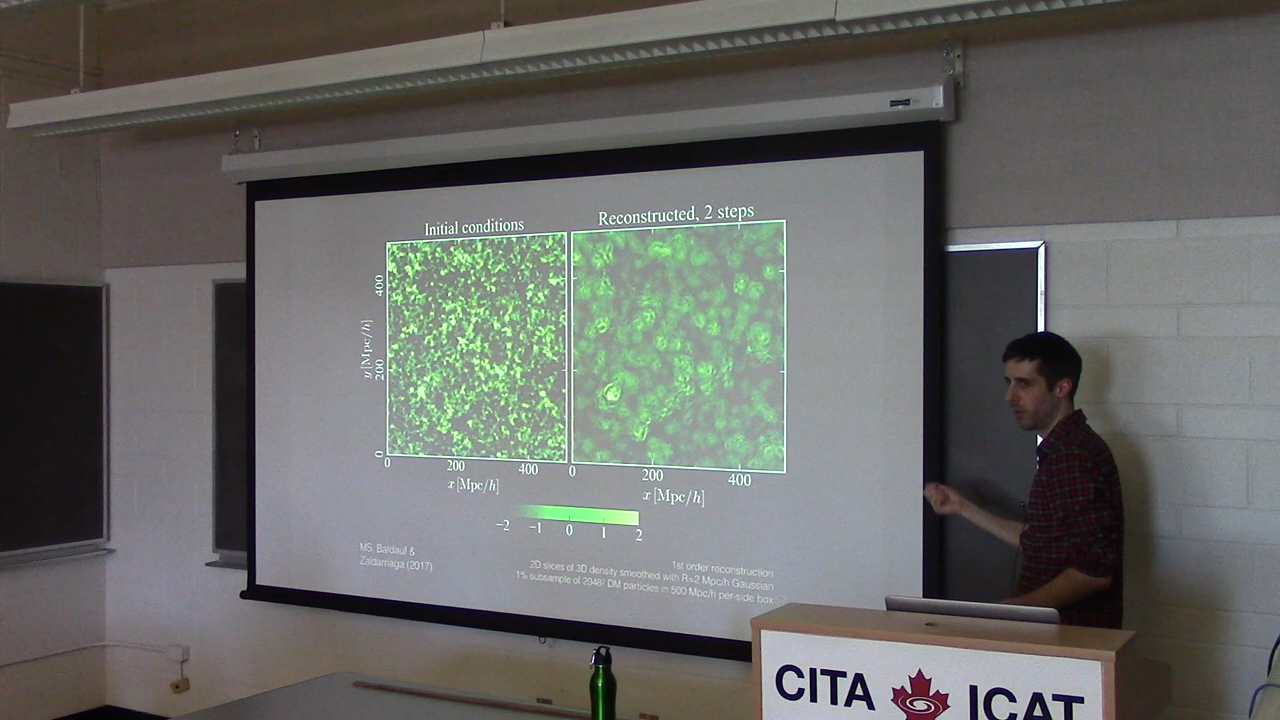 Initial conditions
Reconstructed, 2 steps
400
200
0
y [Mpc/h]
0 200 400
x [Mpc/h]
0 200 400
x [Mpc/h]
−2 −1 0 1 2
MS, Baldauf &
Zaldarriaga (2017)
1st order reconstruction
2D slices of 3D density smoothed with R=2 Mpc/h Gaussian
1% subsample of 2048³ DM particles in 500 Mpc/h per-side box
CITA ICAT